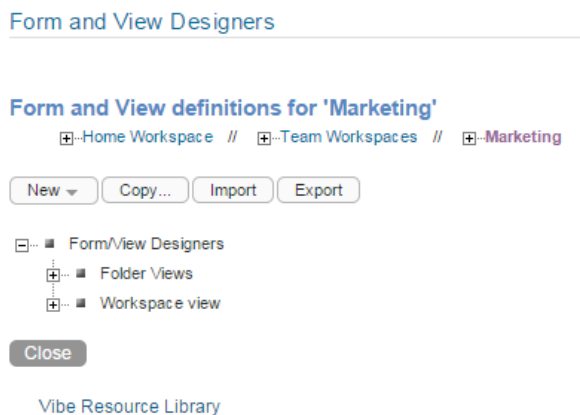 Form and View Designers
Form and View definitions for 'Marketing'
Home Workspace // Team Workspaces // Marketing
New Copy... Import Export
Form/View Designers
Folder Views
Workspace view
Close
Vibe Resource Library